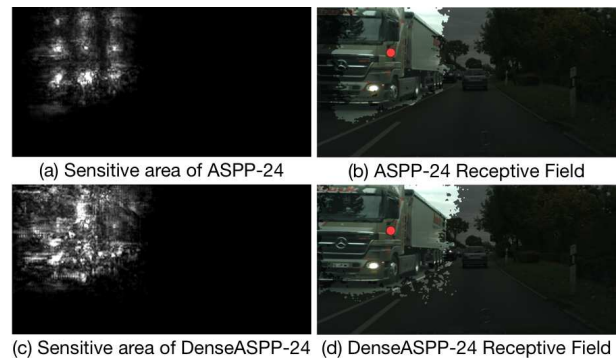 (a) Sensitive area of ASPP-24
(b) ASPP-24 Receptive Field
(c) Sensitive area of DenseASPP-24
(d) DenseASPP-24 Receptive Field